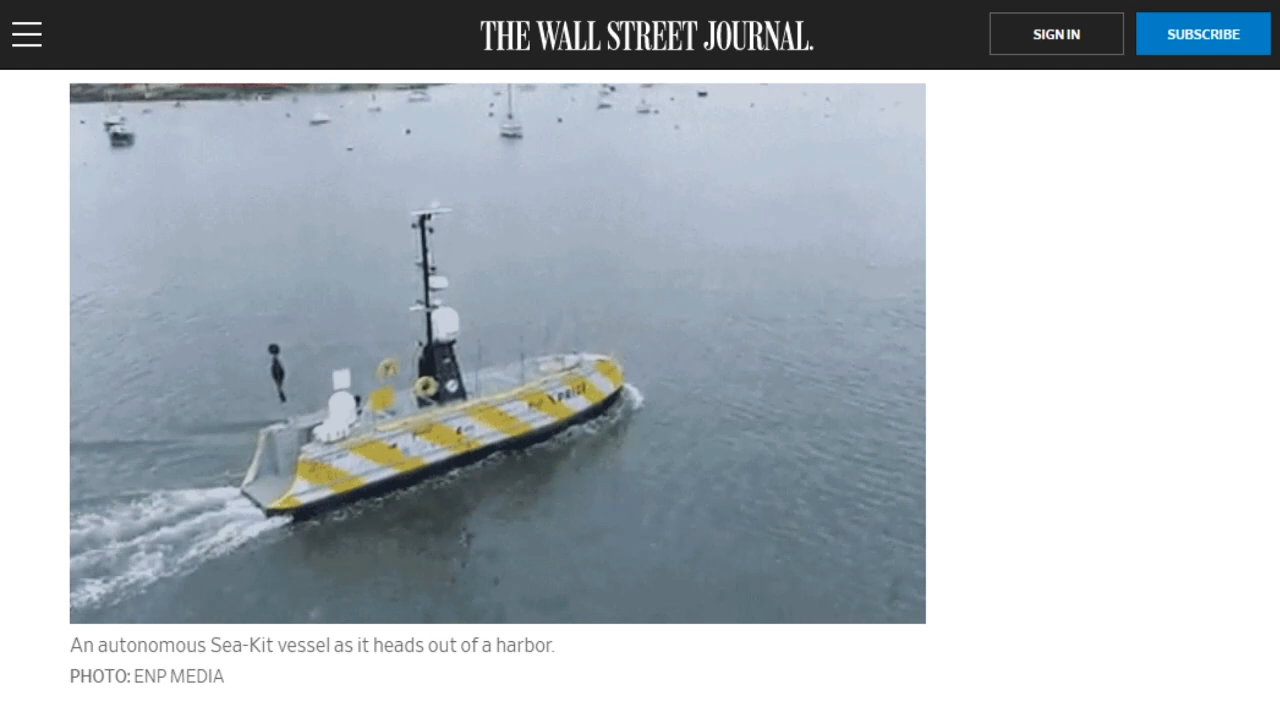 THE WALL STREET JOURNAL.
SIGN IN
SUBSCRIBE
An autonomous Sea-Kit vessel as it heads out of a harbor.
PHOTO: ENP MEDIA